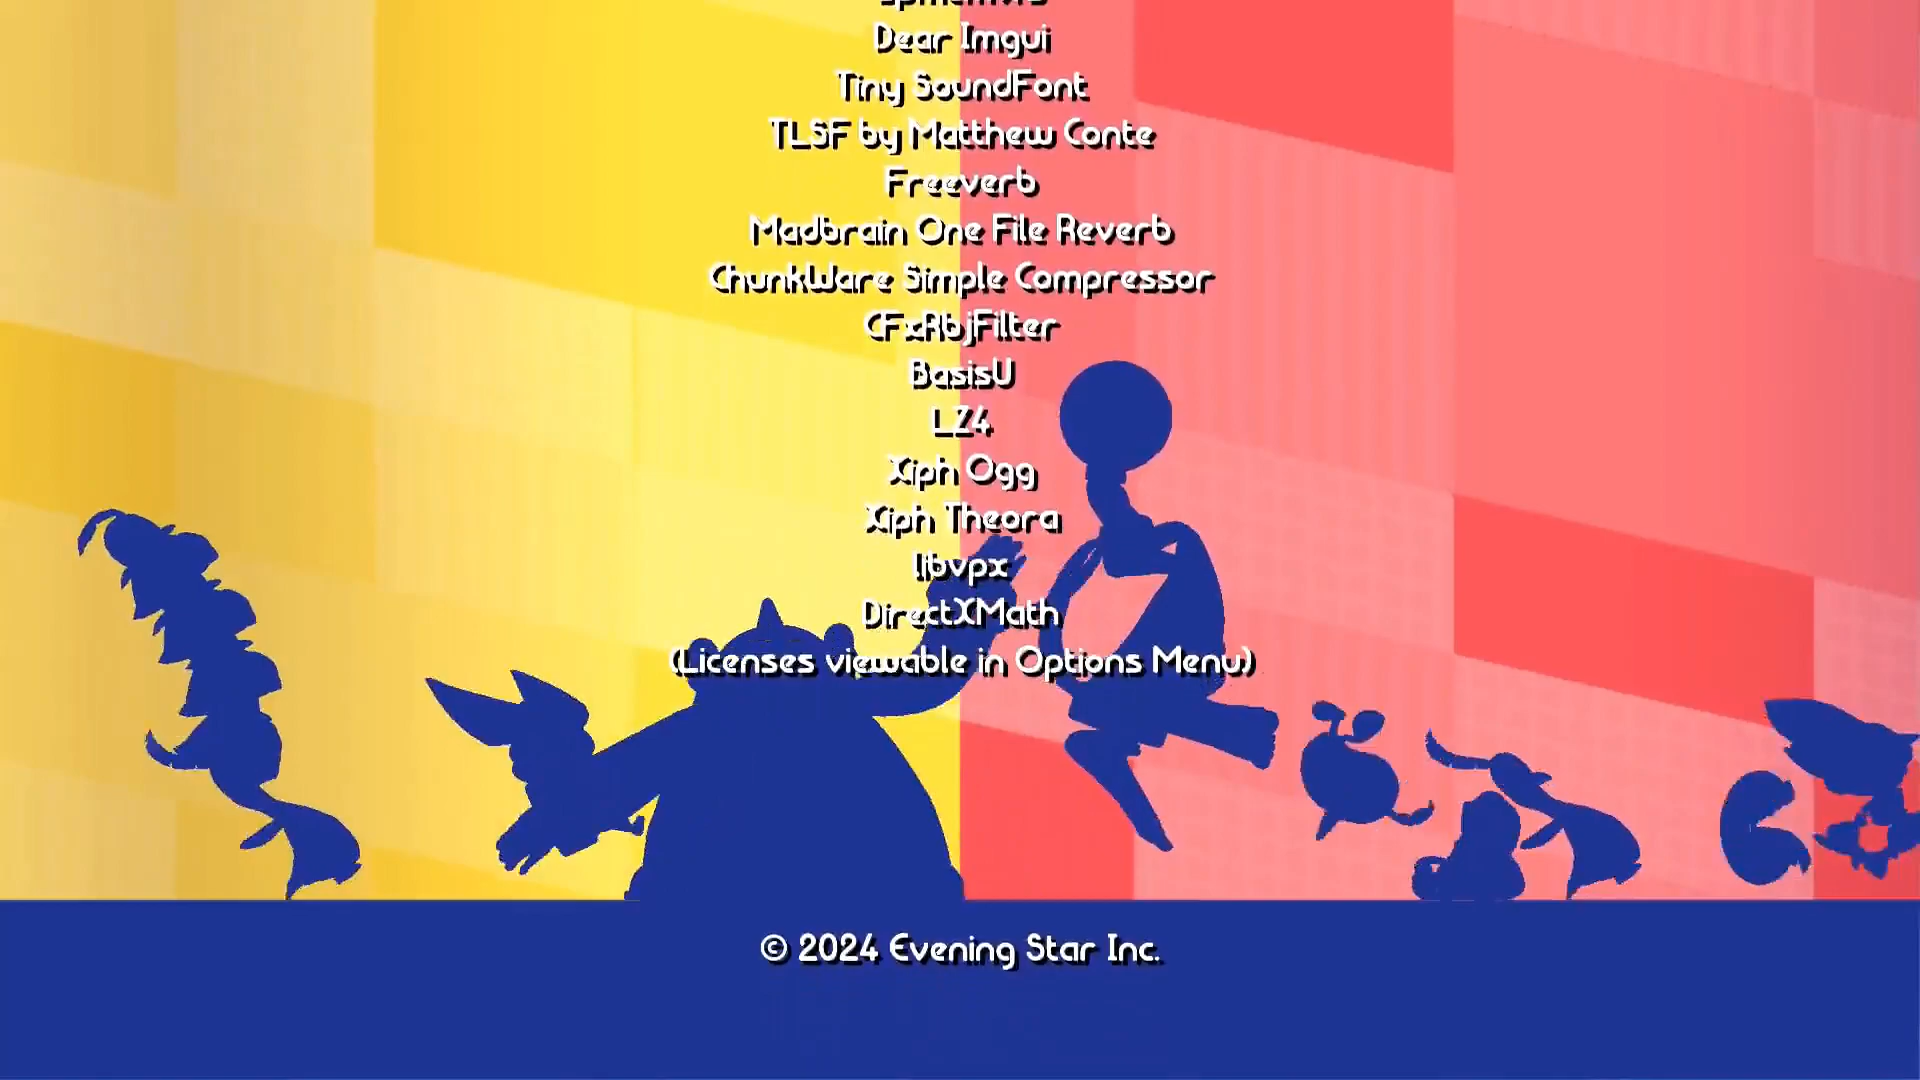 Dear Imgui
Tiny SoundFont
TLSF by Matthew Conte
Freeverb
Madbrain One File Reverb
ChunkWare Simple Compressor
CFxRbjFilter
BasisU
LZ4
Xiph Ogg
Xiph Theora
libvpx
DirectXMath
(Licenses viewable in Options Menu)
© 2024 Evening Star Inc.